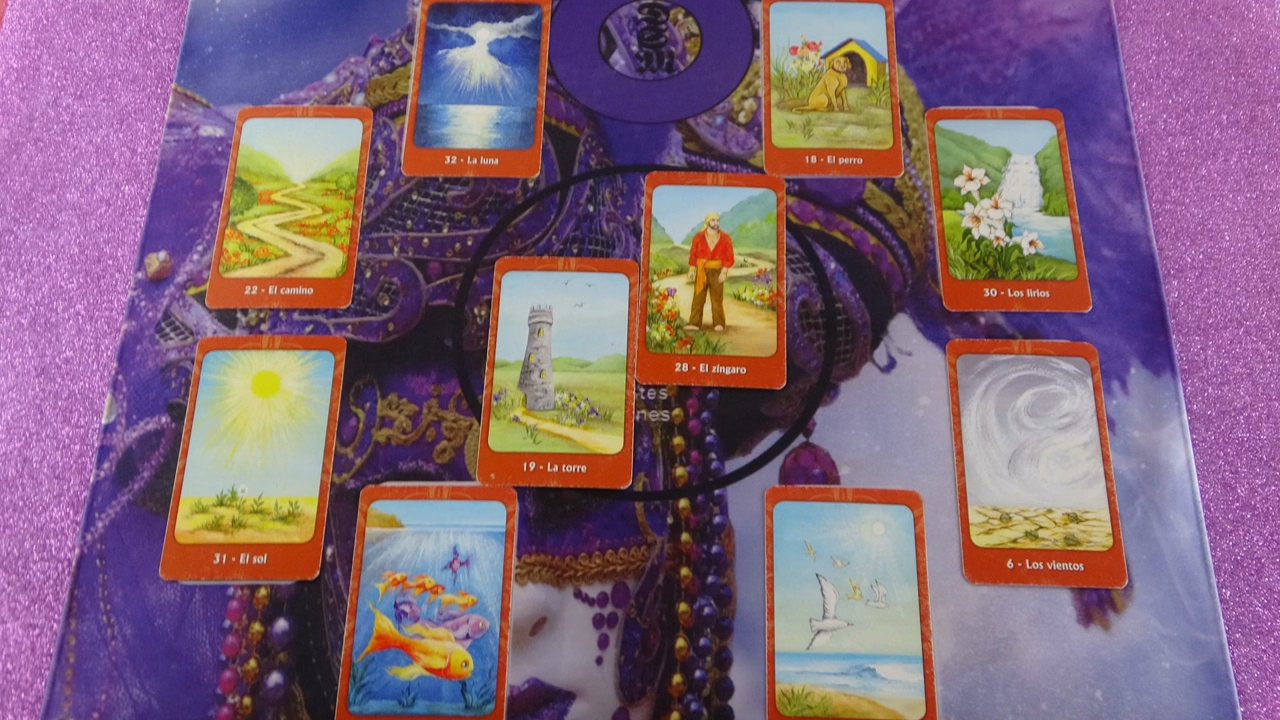 32 - La luna
18 - El perro
22 - El camino
30 - Los lirios
28 - El zíngaro
19 - La torre
31 - El sol
6 - Los vientos